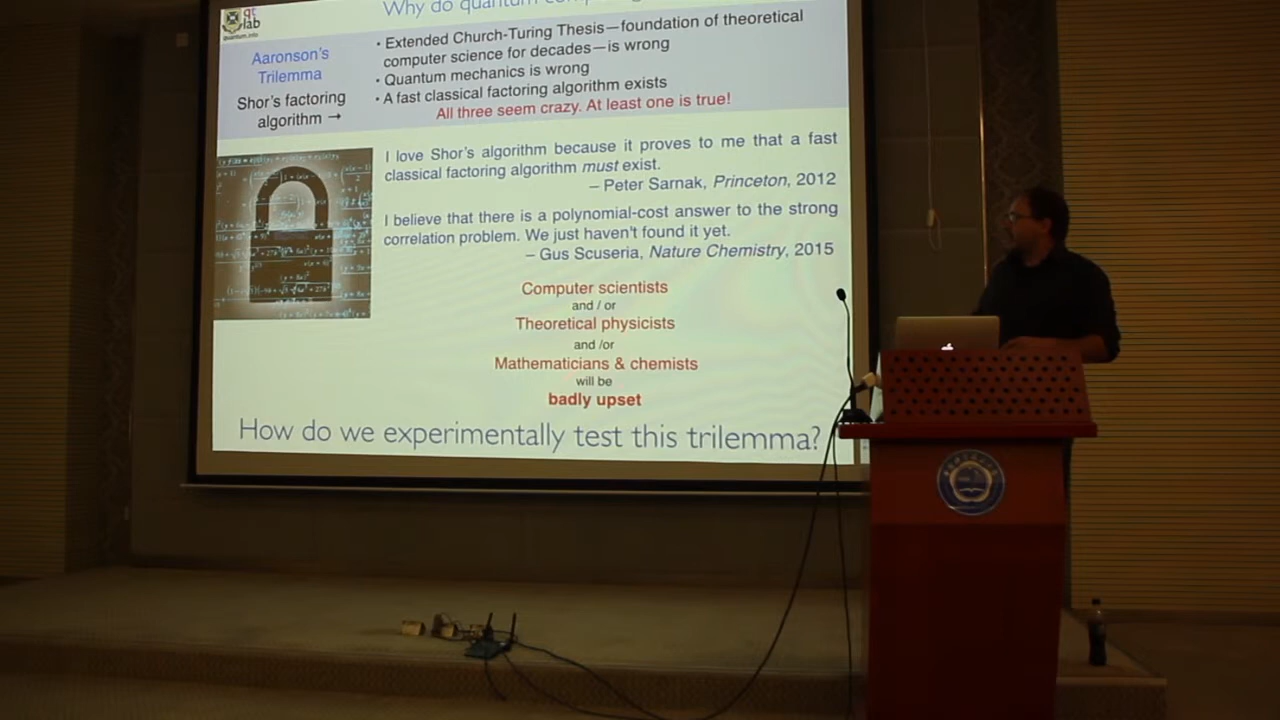 qt
lab
quantum.info
Why do quantum
Aaronson's
Trilemma
Shor's factoring
algorithm →
• Extended Church-Turing Thesis—foundation of theoretical
computer science for decades—is wrong
• Quantum mechanics is wrong
• A fast classical factoring algorithm exists
All three seem crazy. At least one is true!
I love Shor's algorithm because it proves to me that a fast
classical factoring algorithm must exist.
– Peter Sarnak, Princeton, 2012
I believe that there is a polynomial-cost answer to the strong
correlation problem. We just haven't found it yet.
– Gus Scuseria, Nature Chemistry, 2015
Computer scientists
and / or
Theoretical physicists
and /or
Mathematicians & chemists
will be
badly upset
How do we experimentally test this trilemma?